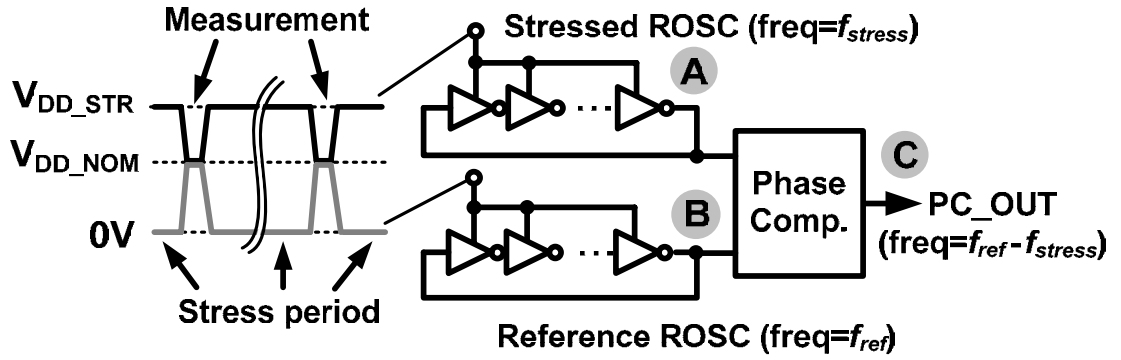 Measurement
Stressed ROSC (freq=fstress)
A
VDD_STR
VDD_NOM
0V
Stress period
Phase
Comp.
C
PC_OUT
(freq=fref-fstress)
B
Reference ROSC (freq=fref)